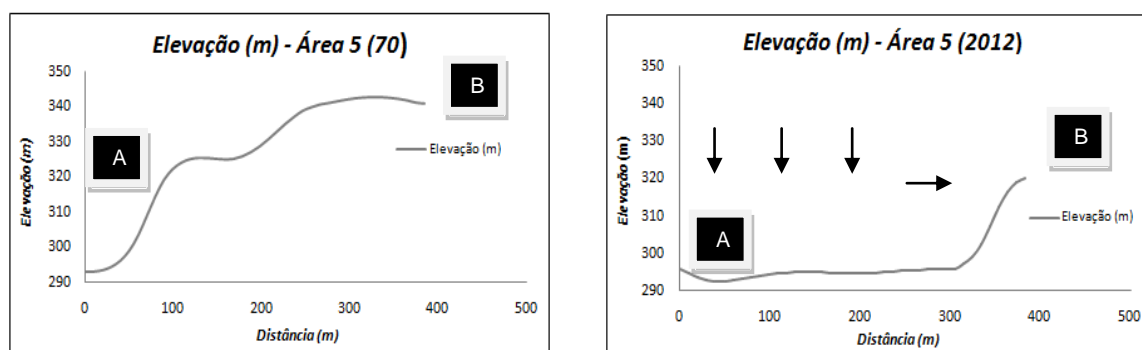 Elevação (m) - Área 5 (70)
350
340
330
320
310
300
290
Elevação (m)
A
B
Elevação (m)
0 100 200 300 400 500
Distância (m)
Elevação (m) - Área 5 (2012)
350
340
330
320
310
300
290
Elevação (m)
A
B
Elevação (m)
0 100 200 300 400 500
Distância (m)